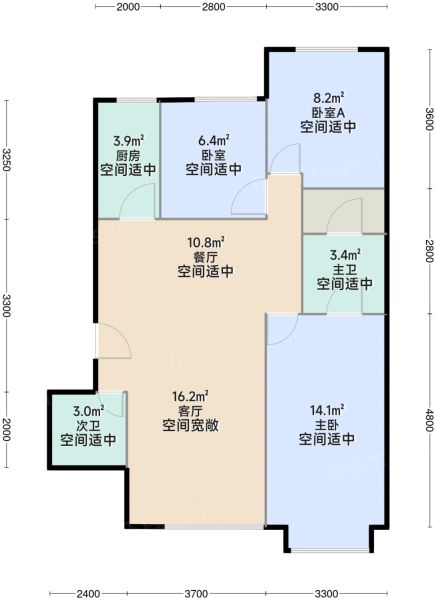 2000 2800 3300
8.2㎡
卧室A
空间适中
3.9㎡
厨房
空间适中
6.4㎡
卧室
空间适中
3600
3250
10.8㎡
餐厅
空间适中
3.4㎡
主卫
空间适中
2800
3300
16.2㎡
客厅
空间宽敞
14.1㎡
主卧
空间适中
3.0㎡
次卫
空间适中
2000
4800
2400 3700 3300